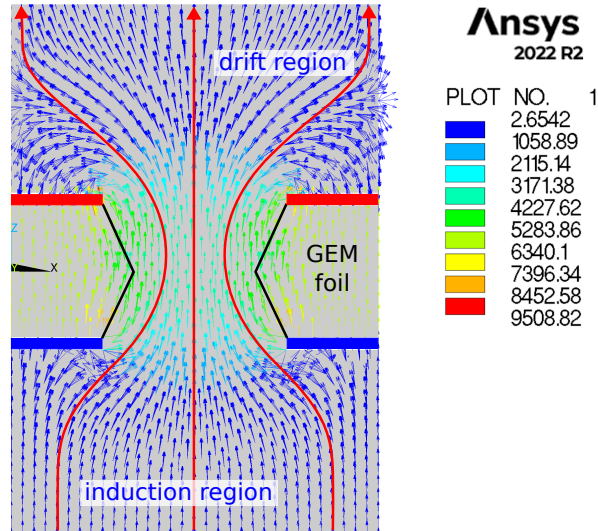 Ansys
2022 R2
drift region
PLOT NO. 1
2.6542
1058.89
2115.14
3171.38
4227.62
5283.86
6340.1
7396.34
8452.58
9508.82
Z
X
GEM
foil
induction region